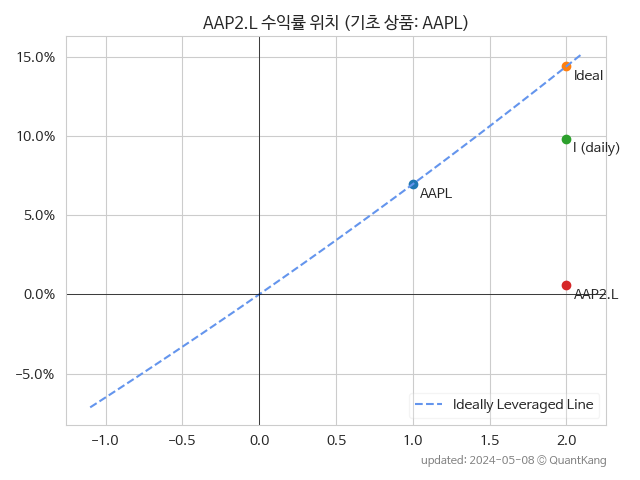 AAP2.L 수익률 위치 (기초 상품: AAPL)
15.0%
10.0%
5.0%
0.0%
−5.0%
Ideal
I (daily)
AAPL
AAP2.L
Ideally Leveraged Line
−1.0 −0.5 0.0 0.5 1.0 1.5 2.0
updated: 2024-05-08 © QuantKang